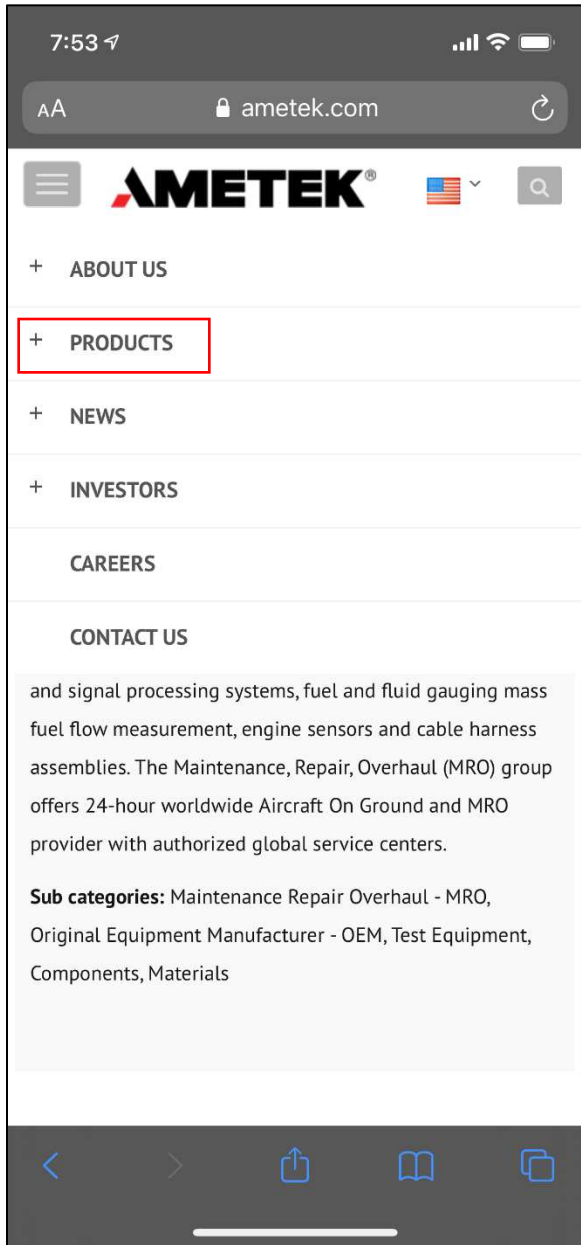 7:53
AA ametek.com
AMETEK®
+ ABOUT US
+ PRODUCTS
+ NEWS
+ INVESTORS
CAREERS
CONTACT US
and signal processing systems, fuel and fluid gauging mass
fuel flow measurement, engine sensors and cable harness
assemblies. The Maintenance, Repair, Overhaul (MRO) group
offers 24-hour worldwide Aircraft On Ground and MRO
provider with authorized global service centers.
Sub categories: Maintenance Repair Overhaul - MRO,
Original Equipment Manufacturer - OEM, Test Equipment,
Components, Materials